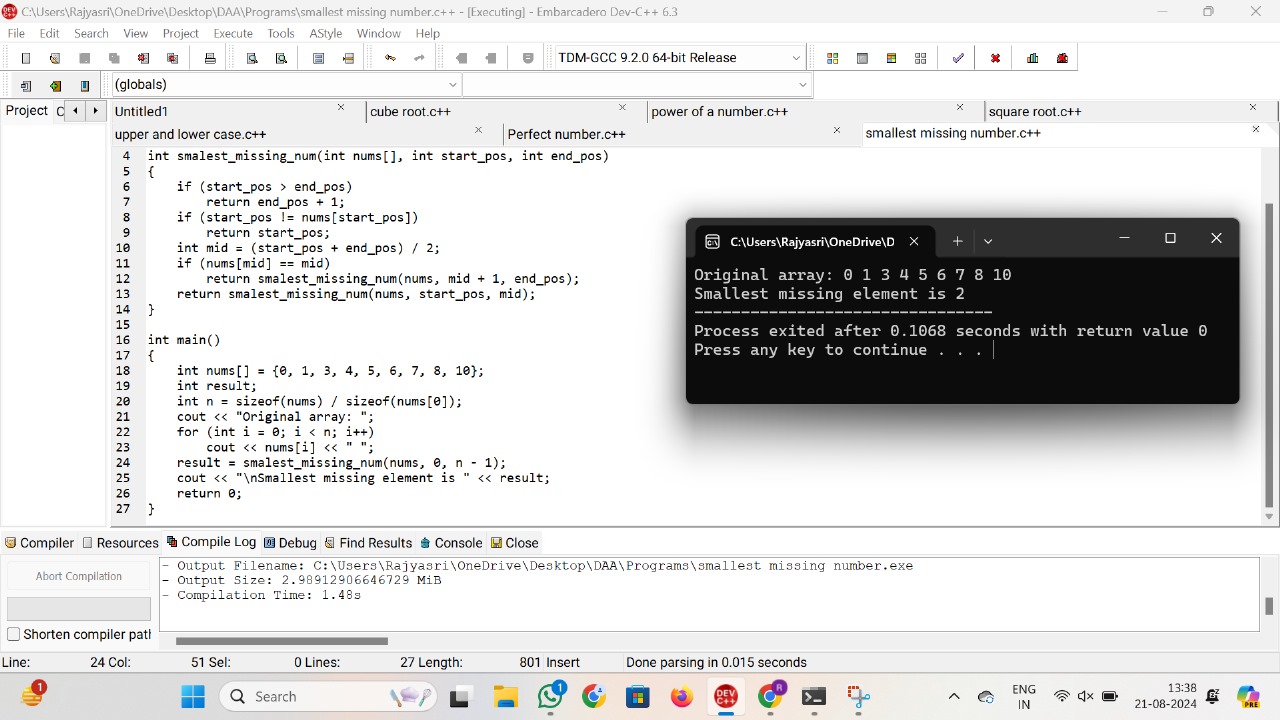 C:\Users\Rajyasri\OneDrive\Desktop\DAA\Programs\smallest missing number.c++ - [Executing] - Embarcadero Dev-C++ 6.3
File Edit Search View Project Execute Tools AStyle Window Help
TDM-GCC 9.2.0 64-bit Release
(globals)
Project C
Untitled1 cube root.c++ power of a number.c++ square root.c++
upper and lower case.c++ Perfect number.c++ smallest missing number.c++
4 int smalest_missing_num(int nums[], int start_pos, int end_pos)
5 {
6 if (start_pos > end_pos)
7 return end_pos + 1;
8 if (start_pos != nums[start_pos])
9 return start_pos;
10 int mid = (start_pos + end_pos) / 2;
11 if (nums[mid] == mid)
12 return smalest_missing_num(nums, mid + 1, end_pos);
13 return smalest_missing_num(nums, start_pos, mid);
14 }
15
16 int main()
17 {
18 int nums[] = {0, 1, 3, 4, 5, 6, 7, 8, 10};
19 int result;
20 int n = sizeof(nums) / sizeof(nums[0]);
21 cout << "Original array: ";
22 for (int i = 0; i < n; i++)
23 cout << nums[i] << " ";
24 result = smalest_missing_num(nums, 0, n - 1);
25 cout << "\nSmallest missing element is " << result;
26 return 0;
27 }
C:\Users\Rajyasri\OneDrive\D
Original array: 0 1 3 4 5 6 7 8 10
Smallest missing element is 2
--------------------------------
Process exited after 0.1068 seconds with return value 0
Press any key to continue . . .
Compiler Resources Compile Log Debug Find Results Console Close
Abort Compilation
Shorten compiler path
- Output Filename: C:\Users\Rajyasri\OneDrive\Desktop\DAA\Programs\smallest missing number.exe
- Output Size: 2.98912906646729 MiB
- Compilation Time: 1.48s
Line: 24 Col: 51 Sel: 0 Lines: 27 Length: 801 Insert Done parsing in 0.015 seconds
1 Search DEV C++ 1 R ENG IN 13:38 21-08-2024 PRE